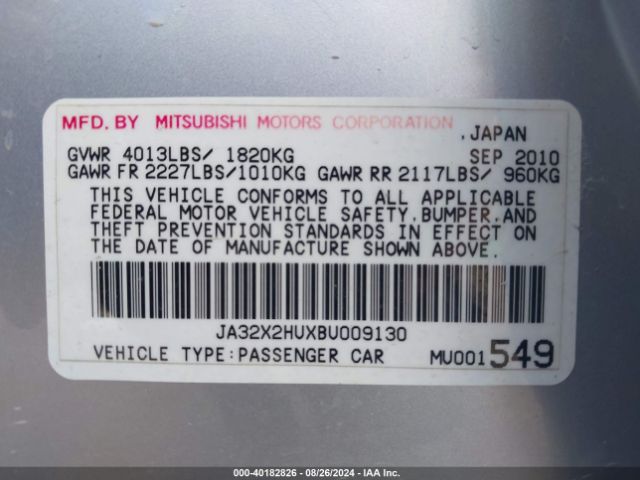 MFD. BY MITSUBISHI MOTORS CORPORATION
.JAPAN
GVWR 4013LBS/ 1820KG SEP 2010
GAWR FR 2227LBS/1010KG GAWR RR 2117LBS/ 960KG
THIS VEHICLE CONFORMS TO ALL APPLICABLE
FEDERAL MOTOR VEHICLE SAFETY.BUMPER.AND
THEFT PREVENTION STANDARDS IN EFFECT ON
THE DATE OF MANUFACTURE SHOWN ABOVE.
JA32X2HUXBU009130
VEHICLE TYPE:PASSENGER CAR MU001549
000-40182826 - 08/26/2024 - IAA Inc.